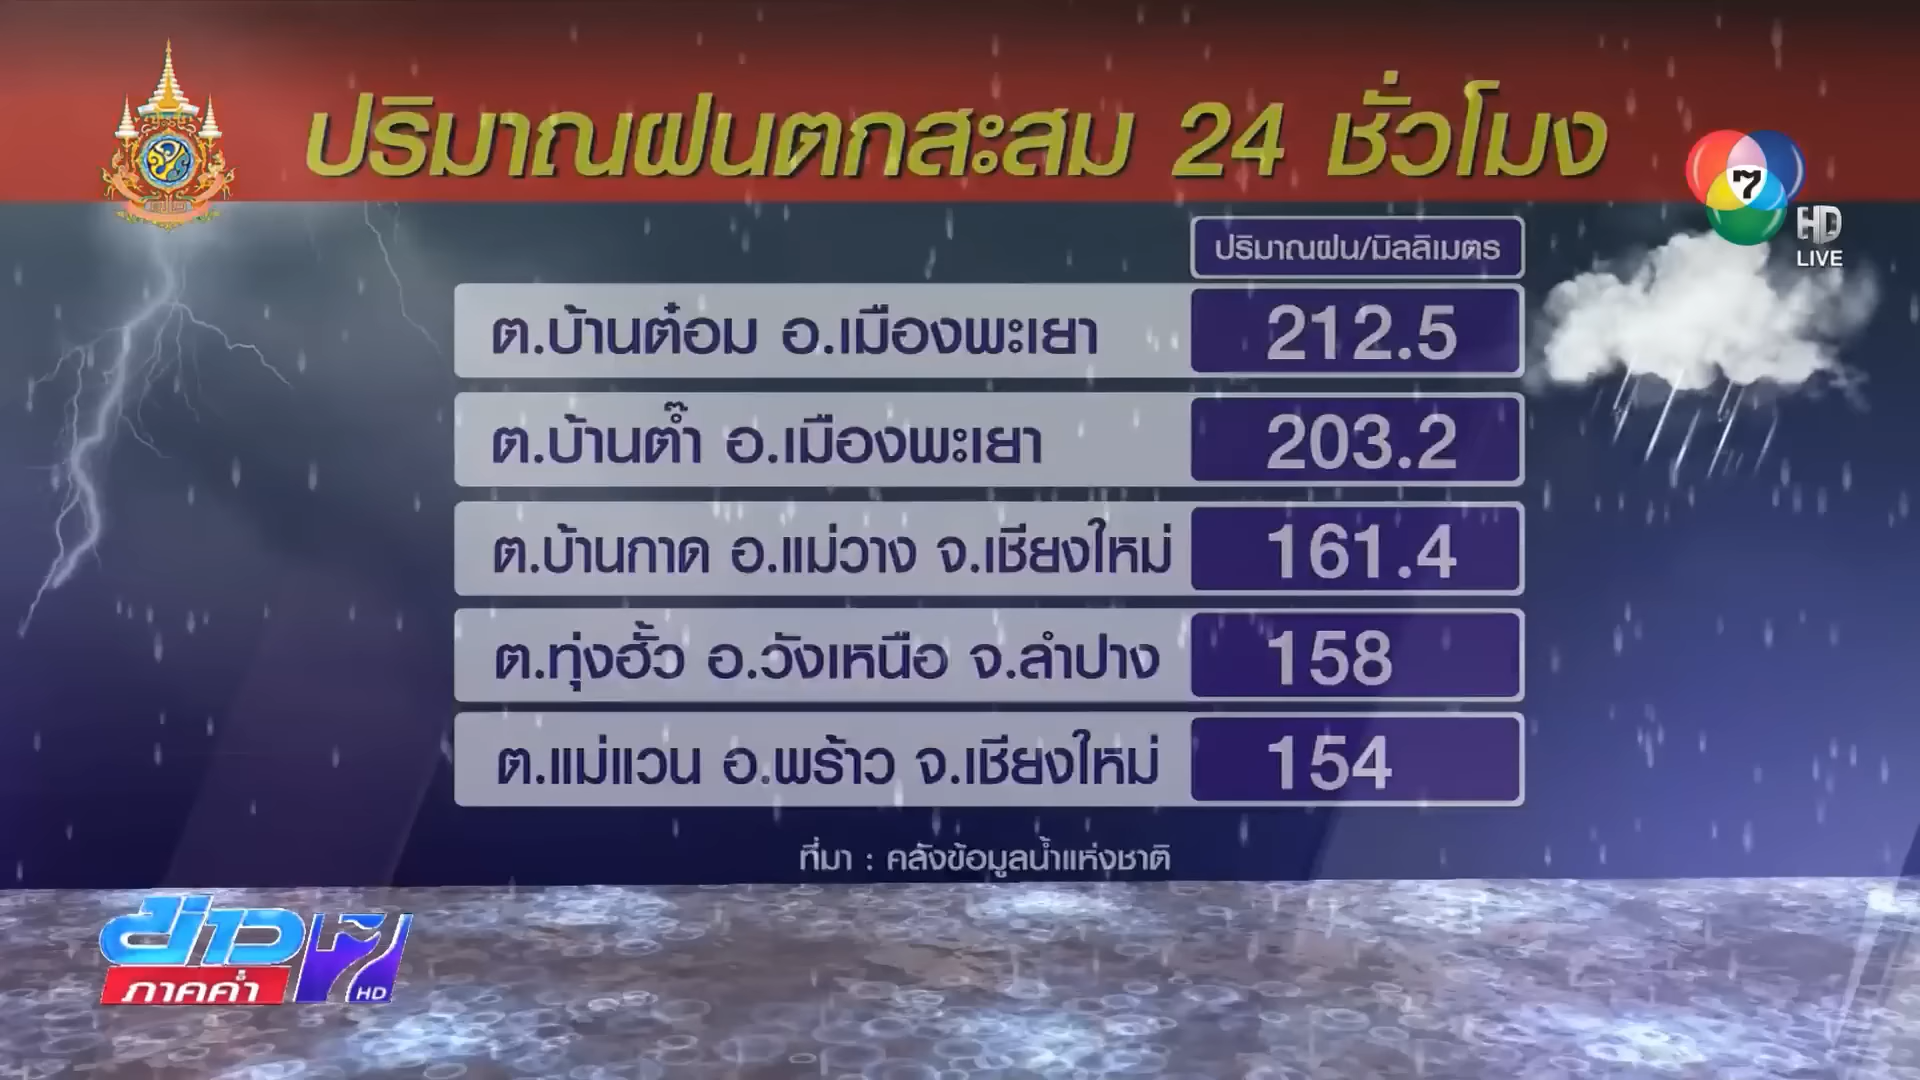 ปริมาณฝนตกสะสม 24 ชั่วโมง
7
HD
LIVE
ปริมาณฝน/มิลลิเมตร
ต.บ้านต๋อม อ.เมืองพะเยา 212.5
ต.บ้านต๊ำ อ.เมืองพะเยา 203.2
ต.บ้านกาด อ.แม่วาง จ.เชียงใหม่ 161.4
ต.ทุ่งฮั้ว อ.วังเหนือ จ.ลำปาง 158
ต.แม่แวน อ.พร้าว จ.เชียงใหม่ 154
ที่มา : คลังข้อมูลน้ำแห่งชาติ
ข่าว 7 HD
ภาคค่ำ